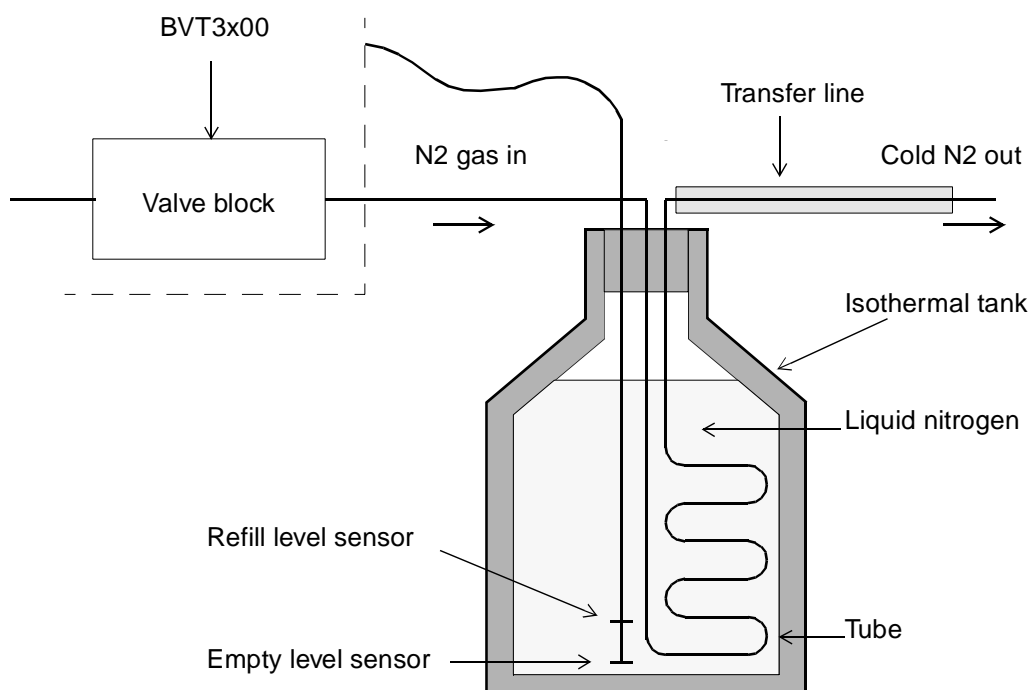 BVT3x00
Transfer line
N2 gas in
Cold N2 out
Valve block
Isothermal tank
Liquid nitrogen
Refill level sensor
Tube
Empty level sensor